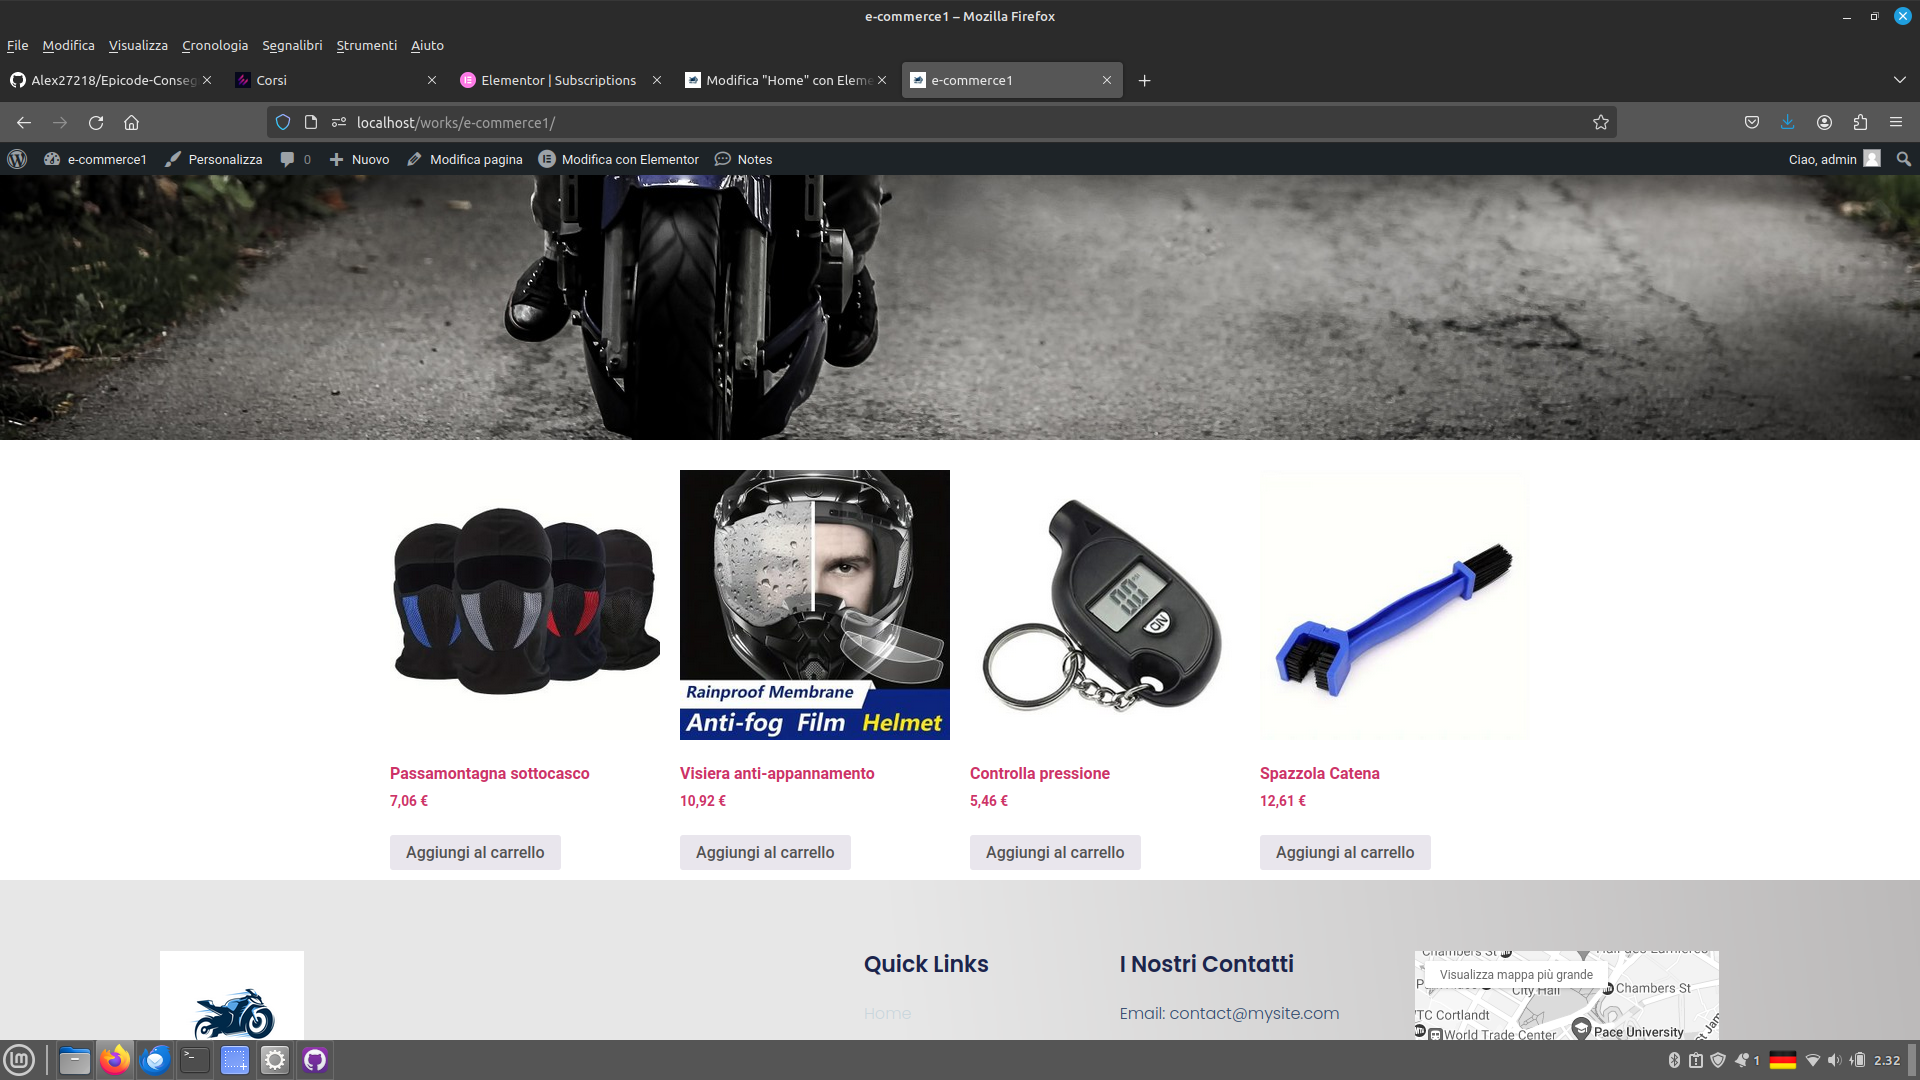 e-commerce1 – Mozilla Firefox
File Modifica Visualizza Cronologia Segnalibri Strumenti Aiuto
Alex27218/Epicode-Conseg
Corsi
Elementor | Subscriptions
Modifica "Home" con Eleme
e-commerce1
localhost/works/e-commerce1/
e-commerce1 Personalizza 0 Nuovo Modifica pagina Modifica con Elementor Notes Ciao, admin
ON
Rainproof Membrane
Anti-fog Film Helmet
Passamontagna sottocasco
7,06 €
Aggiungi al carrello
Visiera anti-appannamento
10,92 €
Aggiungi al carrello
Controlla pressione
5,46 €
Aggiungi al carrello
Spazzola Catena
12,61 €
Aggiungi al carrello
Quick Links
Home
I Nostri Contatti
Email: contact@mysite.com
Chambers St
Visualizza mappa più grande
City Hall
Chambers St
WTC Cortlandt
World Trade Center
Pace University
1
2.32